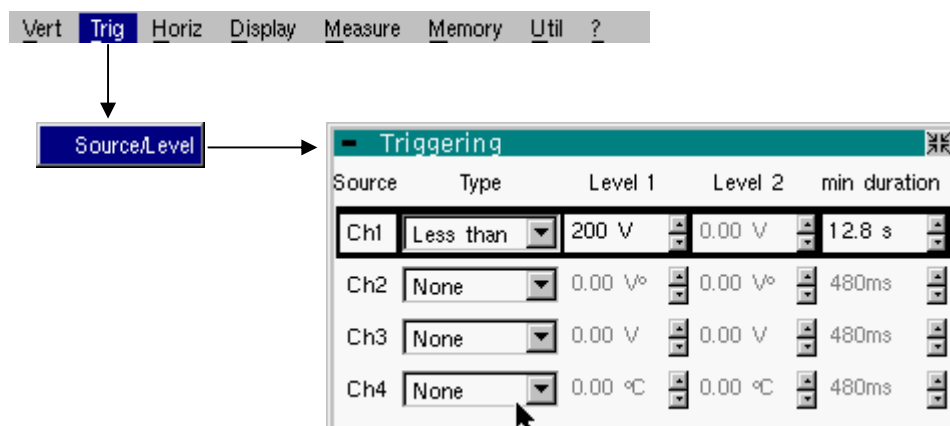 Vert Trig Horiz Display Measure Memory Util ?
Source/Level
Triggering
Source Type Level 1 Level 2 min duration
Ch1 Less than 200 V 0.00 V 12.8 s
Ch2 None 0.00 V° 0.00 V° 480ms
Ch3 None 0.00 V 0.00 V 480ms
Ch4 None 0.00 °C 0.00 °C 480ms